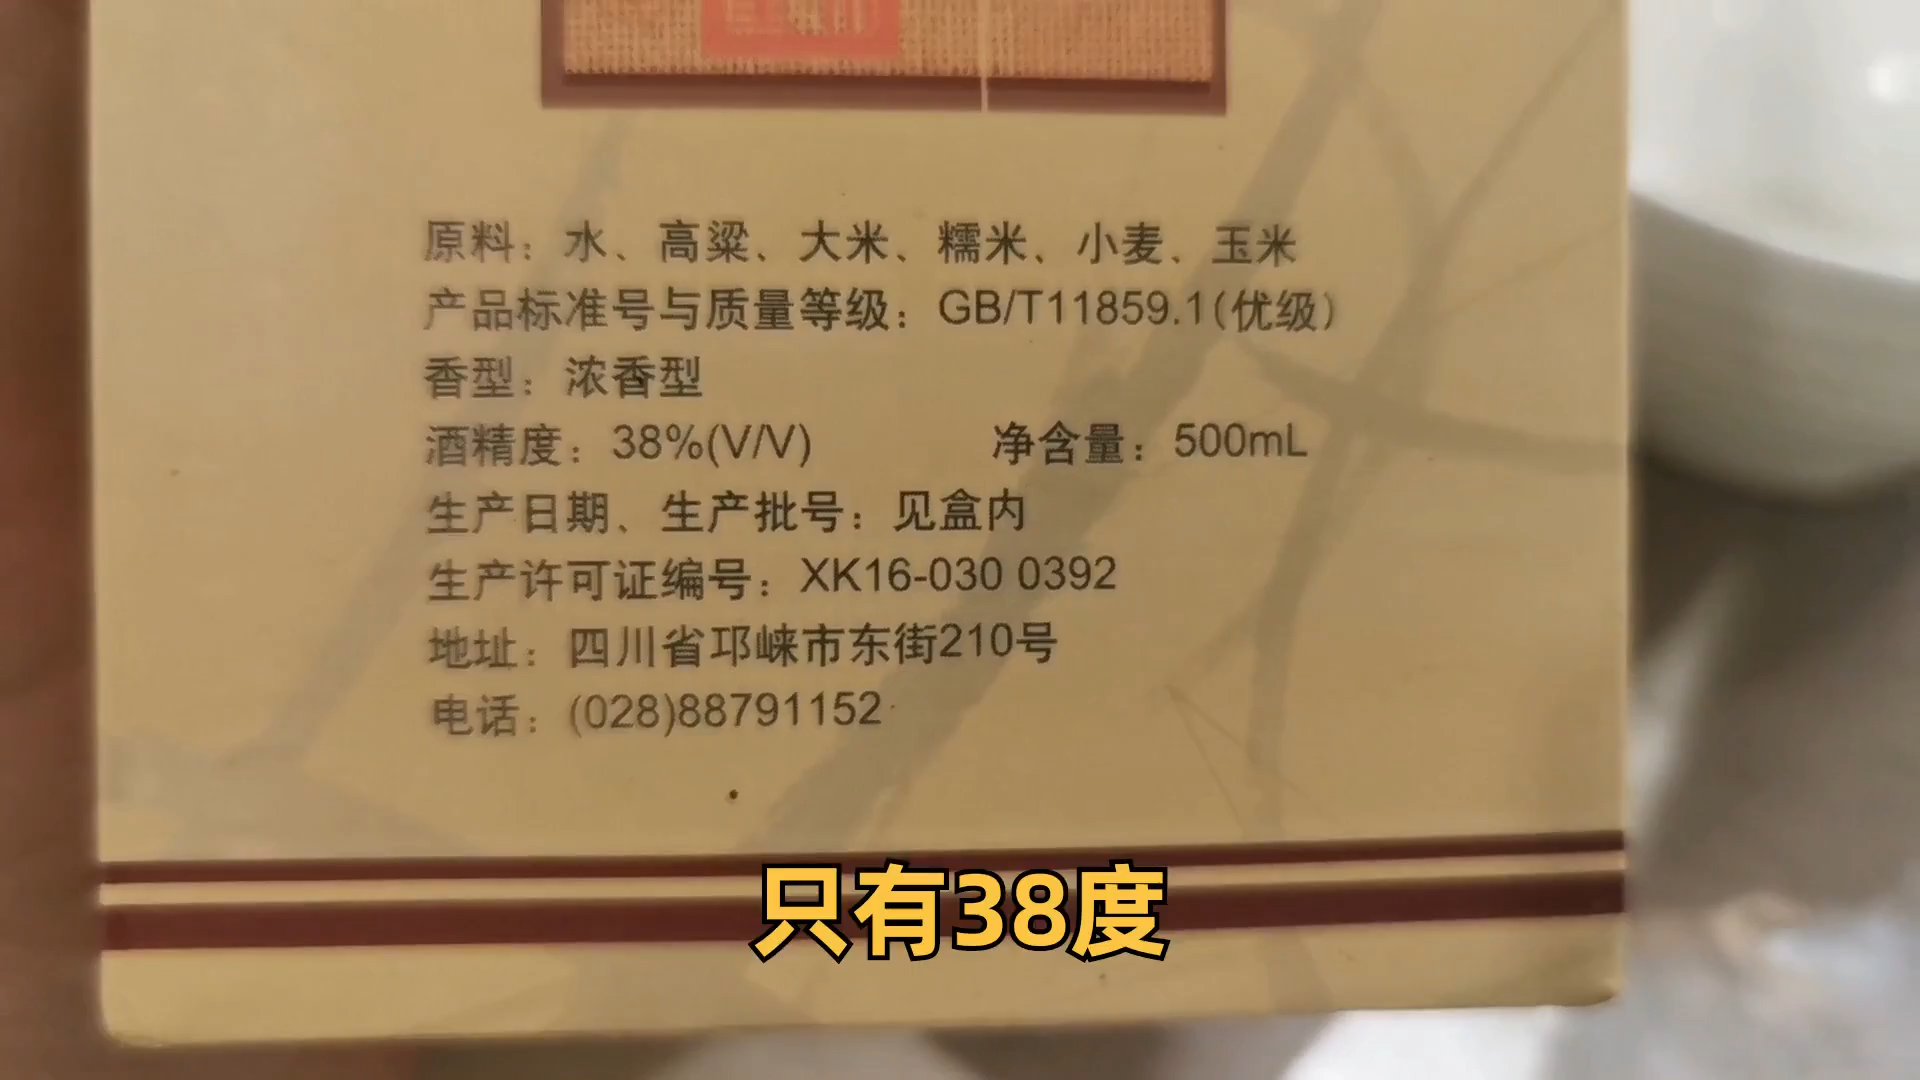 原料：水、高粱、大米、糯米、小麦、玉米
产品标准号与质量等级：GB/T11859.1(优级)
香型：浓香型
酒精度：38%(V/V) 净含量：500mL
生产日期、生产批号：见盒内
生产许可证编号：XK16-030 0392
地址：四川省邛崃市东街210号
电话：(028)88791152
只有38度